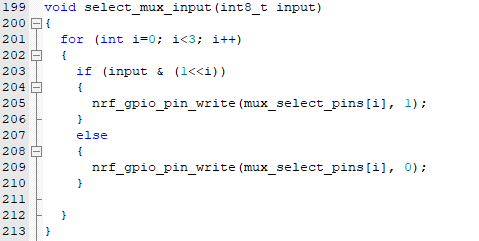 199 void select_mux_input(int8_t input)
200 {
201   for (int i=0; i<3; i++)
202   {
203     if (input & (1<<i))
204     {
205       nrf_gpio_pin_write(mux_select_pins[i], 1);
206     }
207     else
208     {
209       nrf_gpio_pin_write(mux_select_pins[i], 0);
210     }
211
212   }
213 }